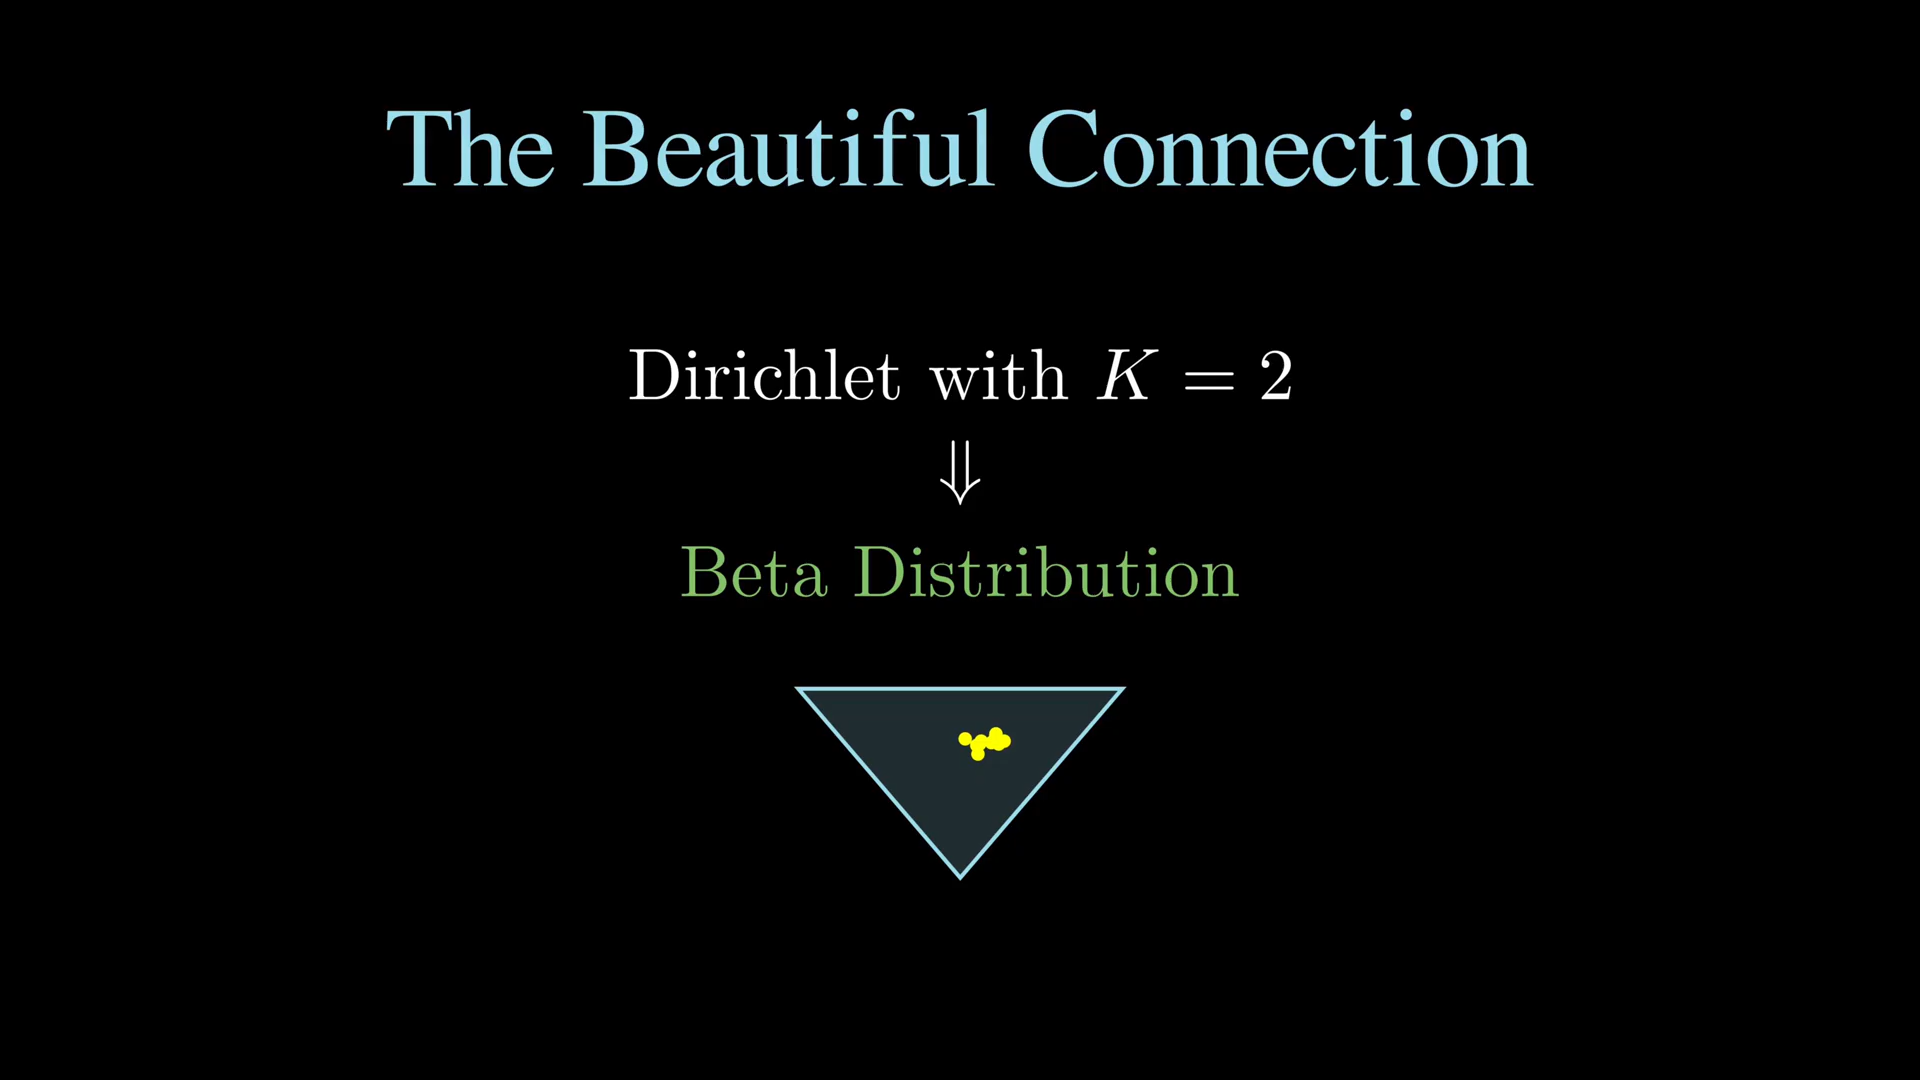 The Beautiful Connection
Dirichlet with K = 2
⇓
Beta Distribution